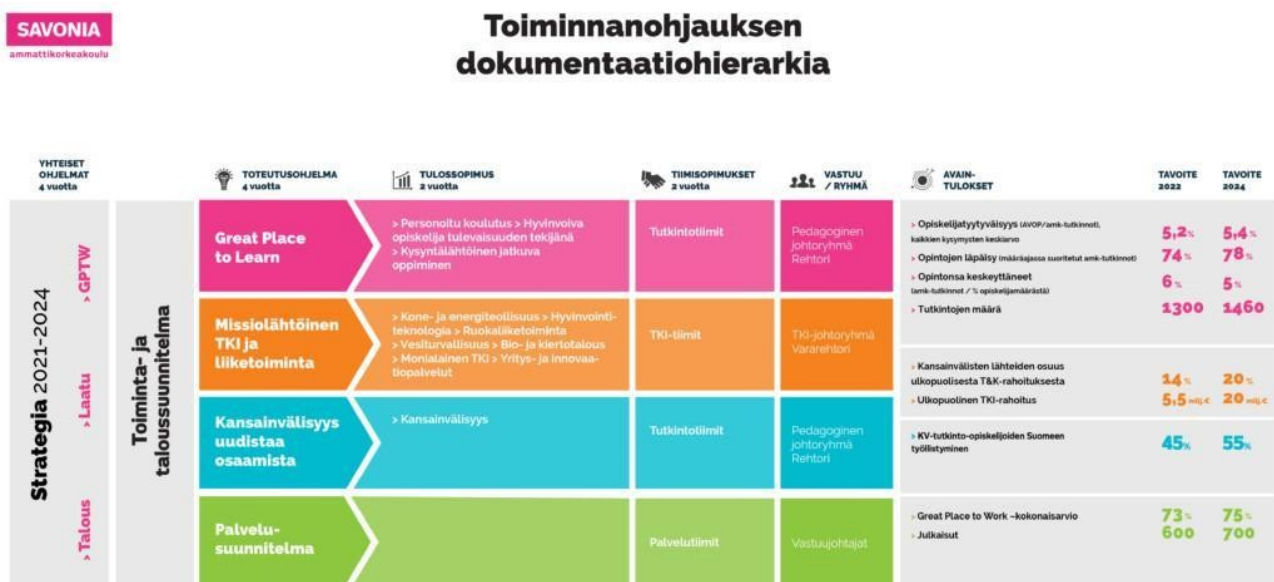 SAVONIA
ammattikorkeakoulu
Toiminnanohjauksen
dokumentaatiohierarkia
YHTEISET
OHJELMAT
4 vuotta
TOTEUTUSOHJELMA
4 vuotta
TULOSSOPIMUS
2 vuotta
TIIMISOPIMUKSET
2 vuotta
VASTUU
/ RYHMÄ
AVAIN-
TULOKSET
TAVOITE
2022
TAVOITE
2024
Strategia 2021-2024
> GPTW
> Laatu
> Talous
Toiminta- ja
taloussuunnitelma
Great Place
to Learn
> Personoitu koulutus > Hyvinvoiva
opiskelija tulevaisuuden tekijänä
> Kysyntälähtöinen jatkuva
oppiminen
Tutkintotiimit
Pedagoginen
johtoryhmä
Rehtori
> Opiskelijatyytyväisyys (AVOP/amk-tutkinnot),
kaikkien kysymysten keskiarvo
5,2%
5,4%
> Opintojen läpäisy (määräajassa suoritetut amk-tutkinnot)
74%
78%
> Opintonsa keskeyttäneet
(amk-tutkinnot / % opiskelijamäärästä)
6%
5%
> Tutkintojen määrä
1300
1460
Missiolähtöinen
TKI ja
liiketoiminta
> Kone- ja energiteollisuus > Hyvinvointi-
teknologia > Ruokaliiketoiminta
> Vesiturvallisuus > Bio- ja kiertotalous
> Monialainen TKI > Yritys- ja innovaa-
tiopalvelut
TKI-tiimit
TKI-johtoryhmä
Vararehtori
> Kansainvälisten lähteiden osuus
ulkopuolisesta T&K-rahoituksesta
14%
20%
> Ulkopuolinen TKI-rahoitus
5,5 milj.€
20 milj.€
Kansainvälisyys
uudistaa
osaamista
> Kansainvälisyys
Tutkintotiimit
Pedagoginen
johtoryhmä
Rehtori
> KV-tutkinto-opiskelijoiden Suomeen
työllistyminen
45%
55%
Palvelu-
suunnitelma
Palvelutiimit
Vastuujohtajat
> Great Place to Work –kokonaisarvio
73%
75%
> Julkaisut
600
700